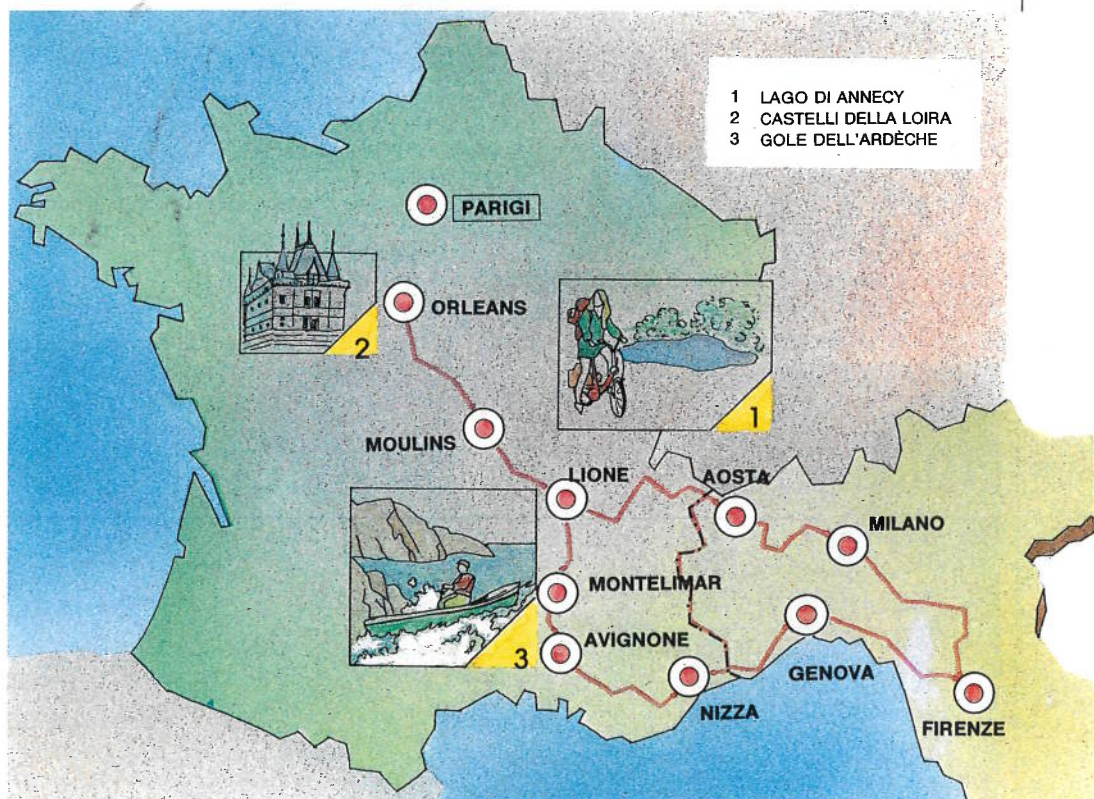 1 LAGO DI ANNECY
2 CASTELLI DELLA LOIRA
3 GOLE DELL'ARDÈCHE
PARIGI
ORLEANS
2
1
MOULINS
LIONE
AOSTA
MILANO
MONTELIMAR
AVIGNONE
3
GENOVA
NIZZA
FIRENZE